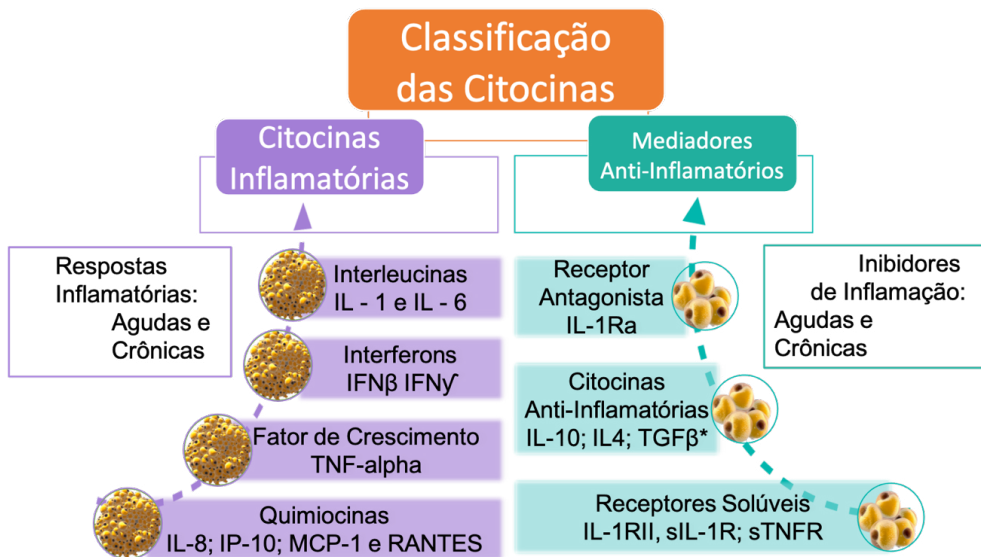 Classificação
das Citocinas
Citocinas
Inflamatórias
Mediadores
Anti-Inflamatórios
Respostas
Inflamatórias:
Agudas e
Crônicas
Interleucinas
IL - 1 e IL - 6
Interferons
IFNβ IFNƴ
Fator de Crescimento
TNF-alpha
Quimiocinas
IL-8; IP-10; MCP-1 e RANTES
Receptor
Antagonista
IL-1Ra
Citocinas
Anti-Inflamatórias
IL-10; IL4; TGFβ*
Receptores Solúveis
IL-1RII, sIL-1R; sTNFR
Inibidores
de Inflamação:
Agudas e
Crônicas